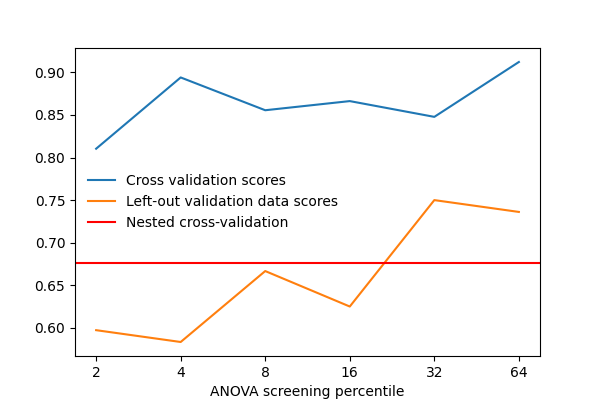 0.90
0.85
0.80
0.75
0.70
0.65
0.60
Cross validation scores
Left-out validation data scores
Nested cross-validation
2 4 8 16 32 64
ANOVA screening percentile